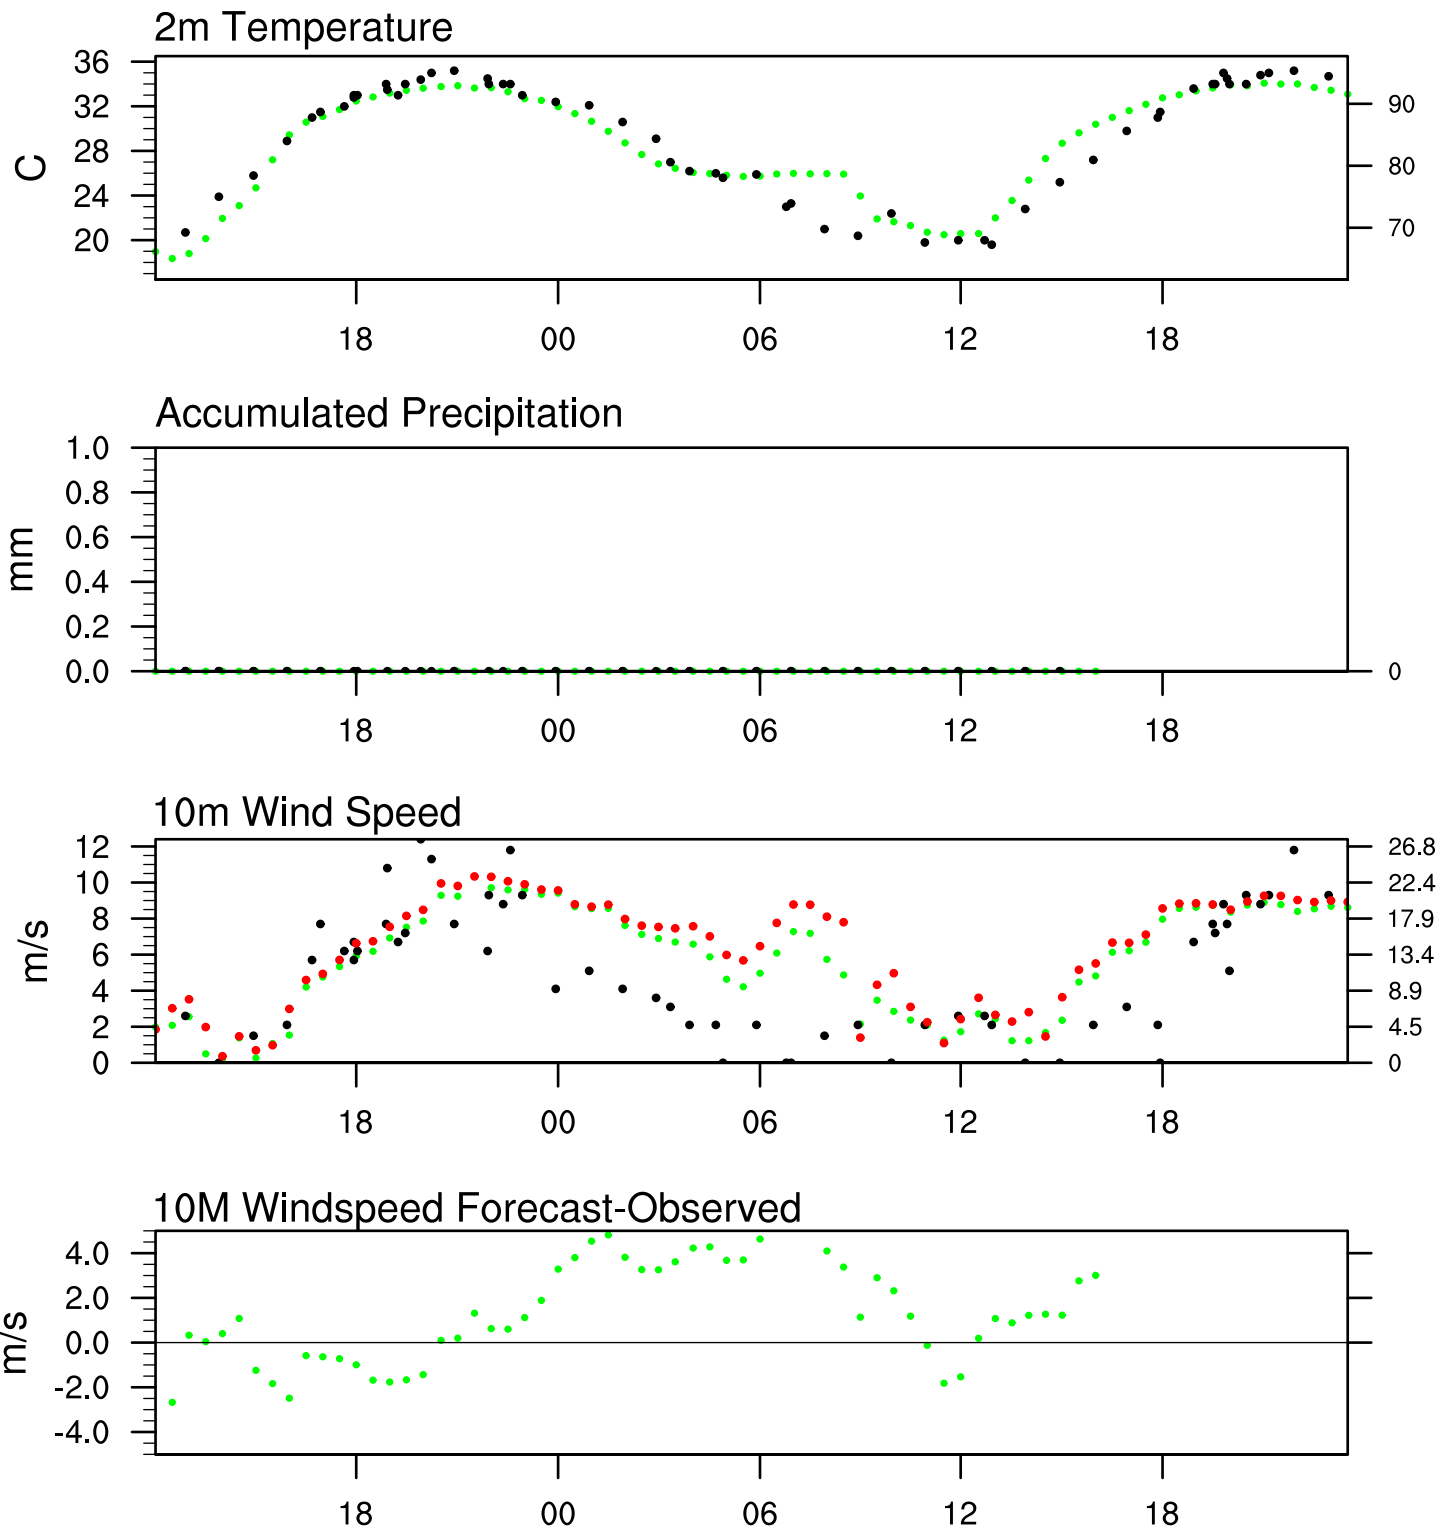 2m Temperature
36
32
28
24
20
C
90
80
70
18 00 06 12 18
Accumulated Precipitation
1.0
0.8
0.6
0.4
0.2
0.0
mm
0
18 00 06 12 18
10m Wind Speed
12
10
8
6
4
2
0
m/s
26.8
22.4
17.9
13.4
8.9
4.5
0
18 00 06 12 18
10M Windspeed Forecast-Observed
4.0
2.0
0.0
-2.0
-4.0
m/s
18 00 06 12 18